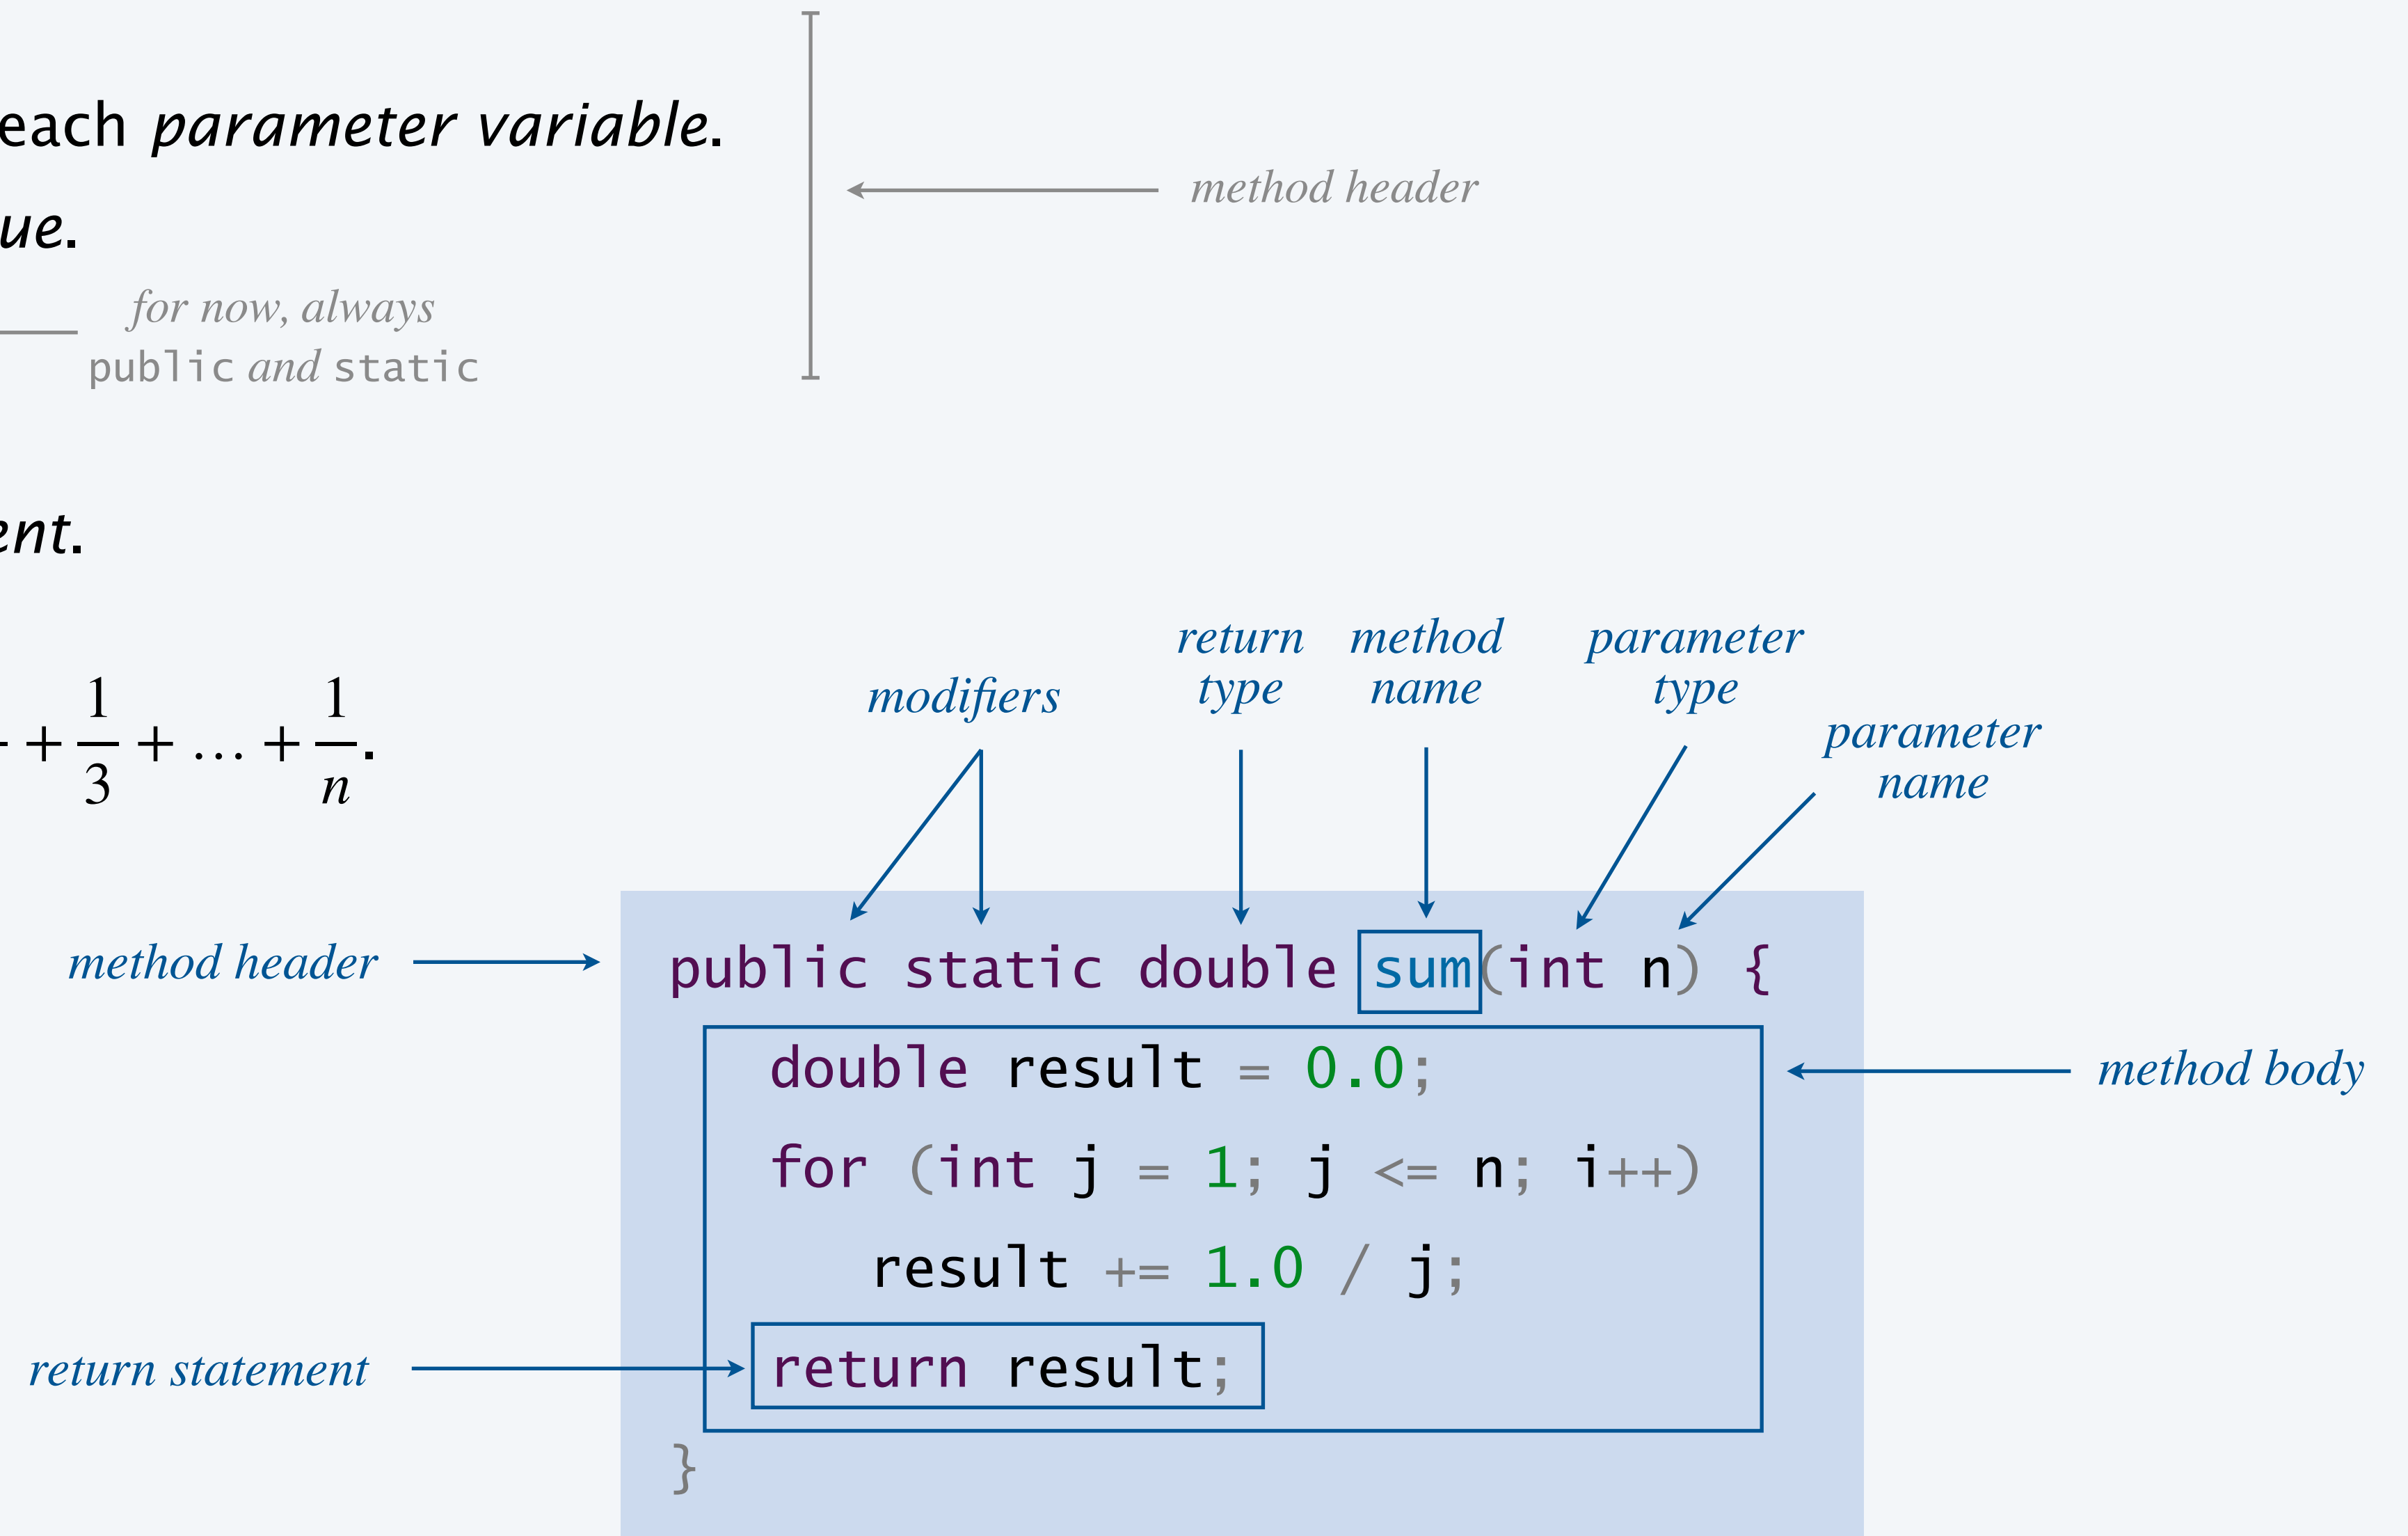 each parameter variable.
method header
ue.
for now, always
public and static
ent.
return type
method name
parameter type
modifiers
parameter name
+ 1/3 + … + 1/n.
method header
public static double sum(int n) {
double result = 0.0;
method body
for (int j = 1; j <= n; i++)
result += 1.0 / j;
return statement
return result;
}